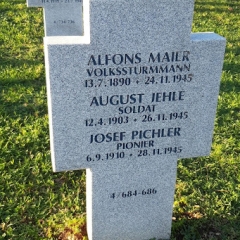 ALFONS MAIER
VOLKSSTURMMANN
13.7.1890 + 24.11.1945
AUGUST JEHLE
SOLDAT
12.4.1903 + 26.11.1945
JOSEF PICHLER
PIONIER
6.9.1910 + 28.11.1945
4/684-686